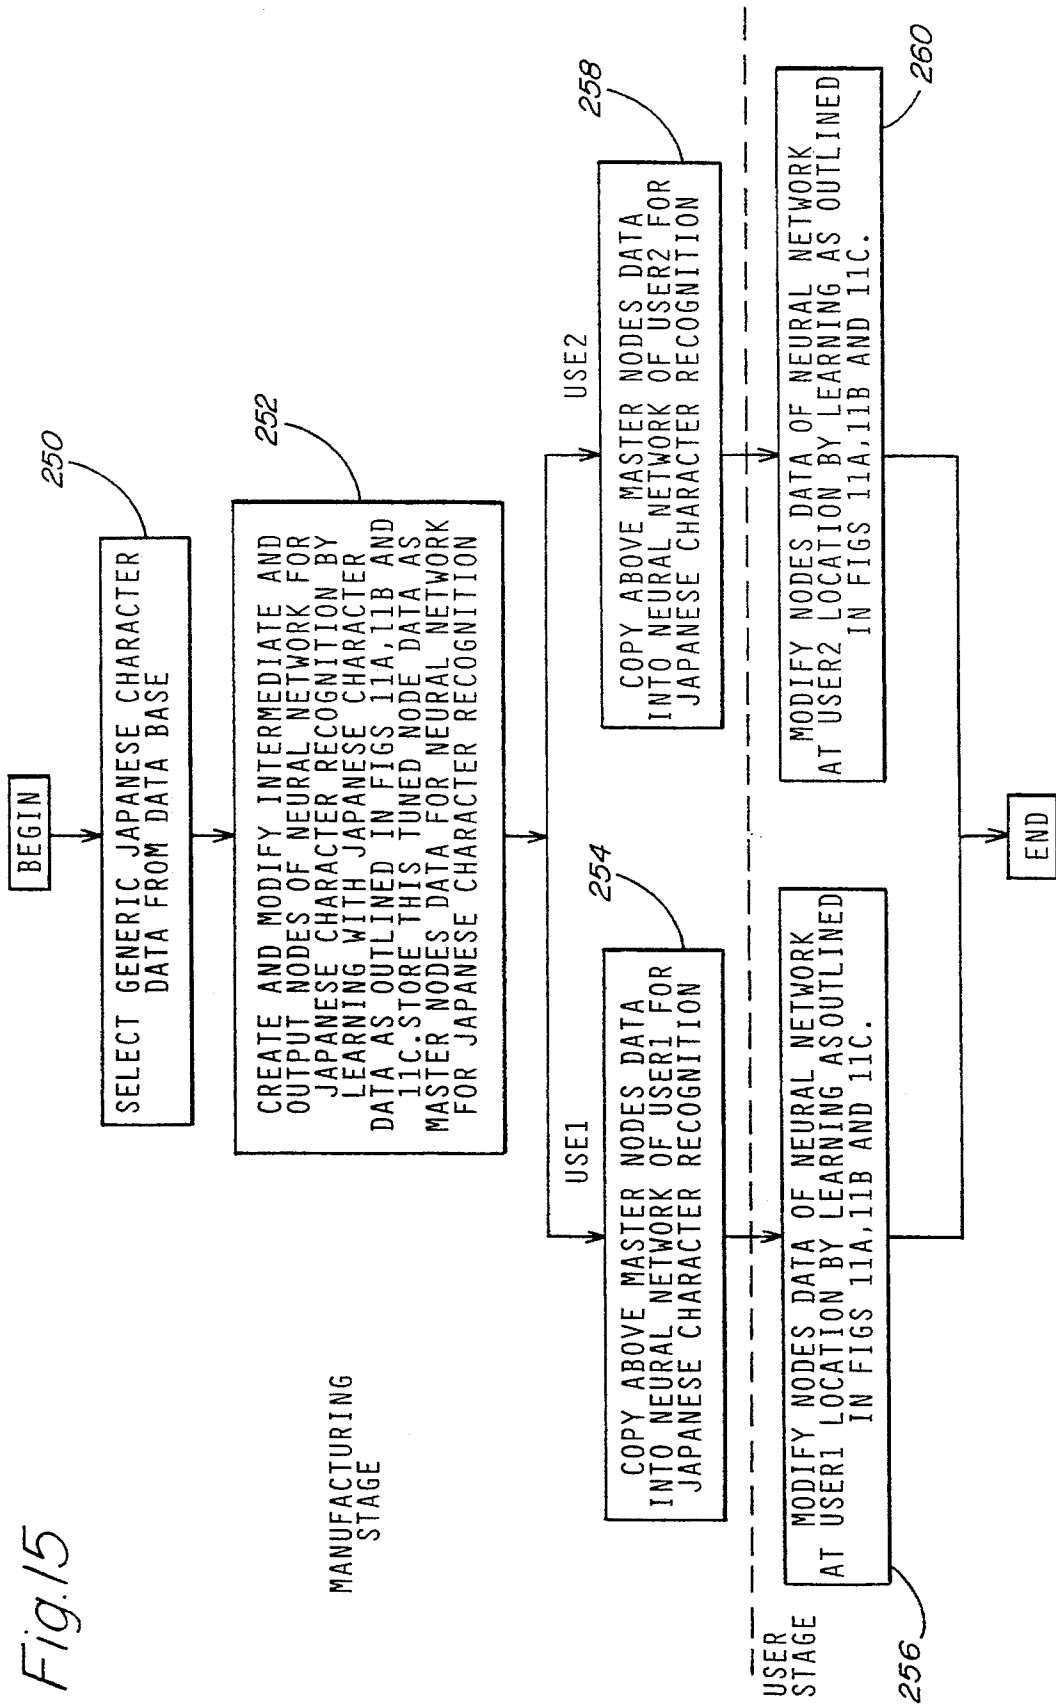 Fig.15
BEGIN
250
SELECT GENERIC JAPANESE CHARACTER
DATA FROM DATA BASE
252
CREATE AND MODIFY INTERMEDIATE AND
OUTPUT NODES OF NEURAL NETWORK FOR
JAPANESE CHARACTER RECOGNITION BY
LEARNING WITH JAPANESE CHARACTER
DATA AS OUTLINED IN FIGS 11A,11B AND
11C.STORE THIS TUNED NODE DATA AS
MASTER NODES DATA FOR NEURAL NETWORK
FOR JAPANESE CHARACTER RECOGNITION
MANUFACTURING
STAGE
USE1
254
COPY ABOVE MASTER NODES DATA
INTO NEURAL NETWORK OF USER1 FOR
JAPANESE CHARACTER RECOGNITION
USE2
258
COPY ABOVE MASTER NODES DATA
INTO NEURAL NETWORK OF USER2 FOR
JAPANESE CHARACTER RECOGNITION
USER
STAGE
256
MODIFY NODES DATA OF NEURAL NETWORK
AT USER1 LOCATION BY LEARNING ASOUTLINED
IN FIGS 11A,11B AND 11C.
260
MODIFY NODES DATA OF NEURAL NETWORK
AT USER2 LOCATION BY LEARNING AS OUTLINED
IN FIGS 11A,11B AND 11C.
END